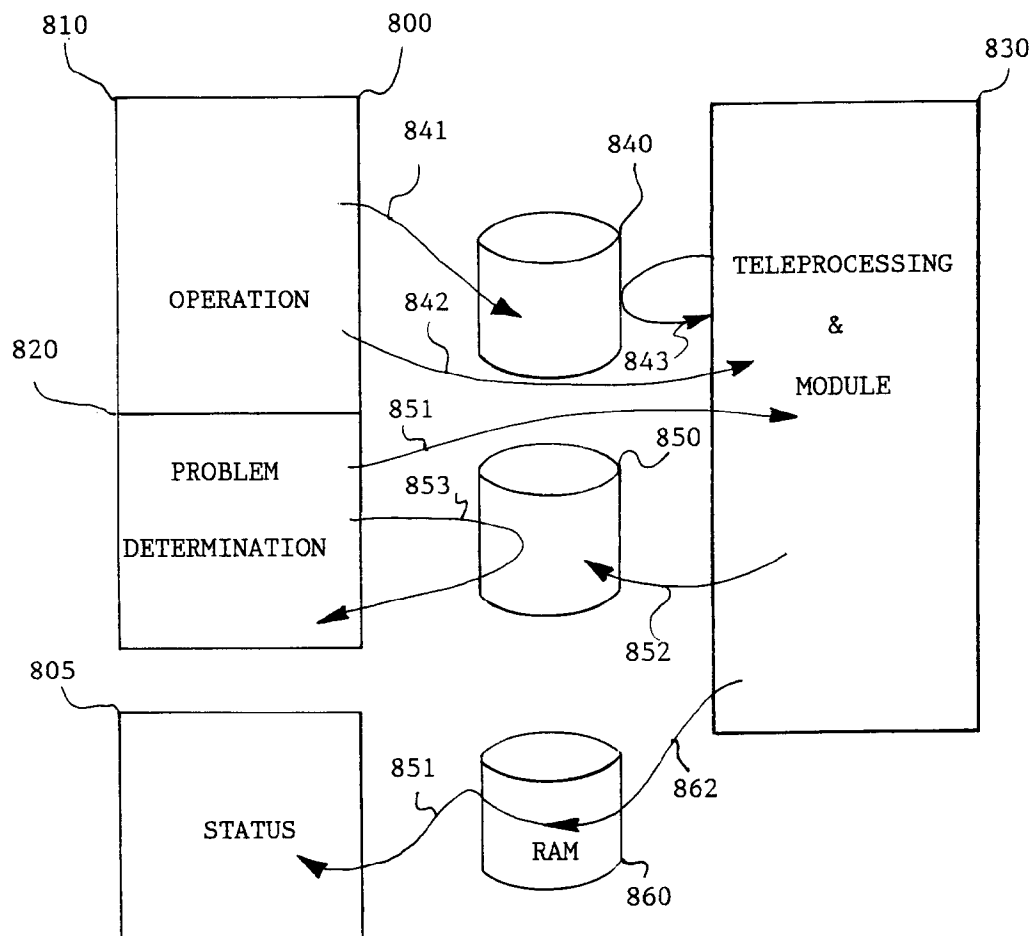 810
800
830
841
840
TELEPROCESSING
OPERATION
842
&
820
843
MODULE
851
850
PROBLEM
853
DETERMINATION
852
805
851
862
STATUS
RAM
860